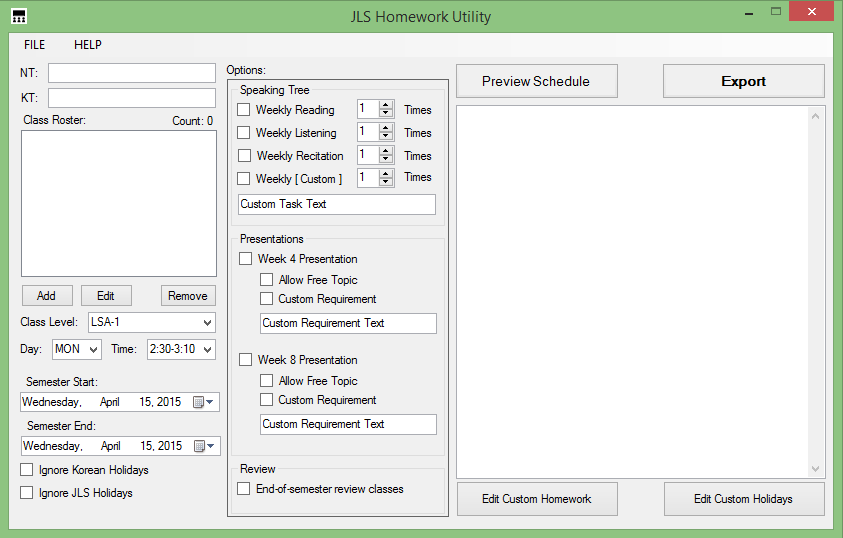 JLS Homework Utility
FILE HELP
NT:
KT:
Class Roster: Count: 0
Add Edit Remove
Class Level: LSA-1
Day: MON Time: 2:30-3:10
Semester Start:
Wednesday, April 15, 2015
Semester End:
Wednesday, April 15, 2015
Ignore Korean Holidays
Ignore JLS Holidays
Options:
Speaking Tree
Weekly Reading 1 Times
Weekly Listening 1 Times
Weekly Recitation 1 Times
Weekly [ Custom ] 1 Times
Custom Task Text
Presentations
Week 4 Presentation
Allow Free Topic
Custom Requirement
Custom Requirement Text
Week 8 Presentation
Allow Free Topic
Custom Requirement
Custom Requirement Text
Review
End-of-semester review classes
Preview Schedule Export
Edit Custom Homework Edit Custom Holidays